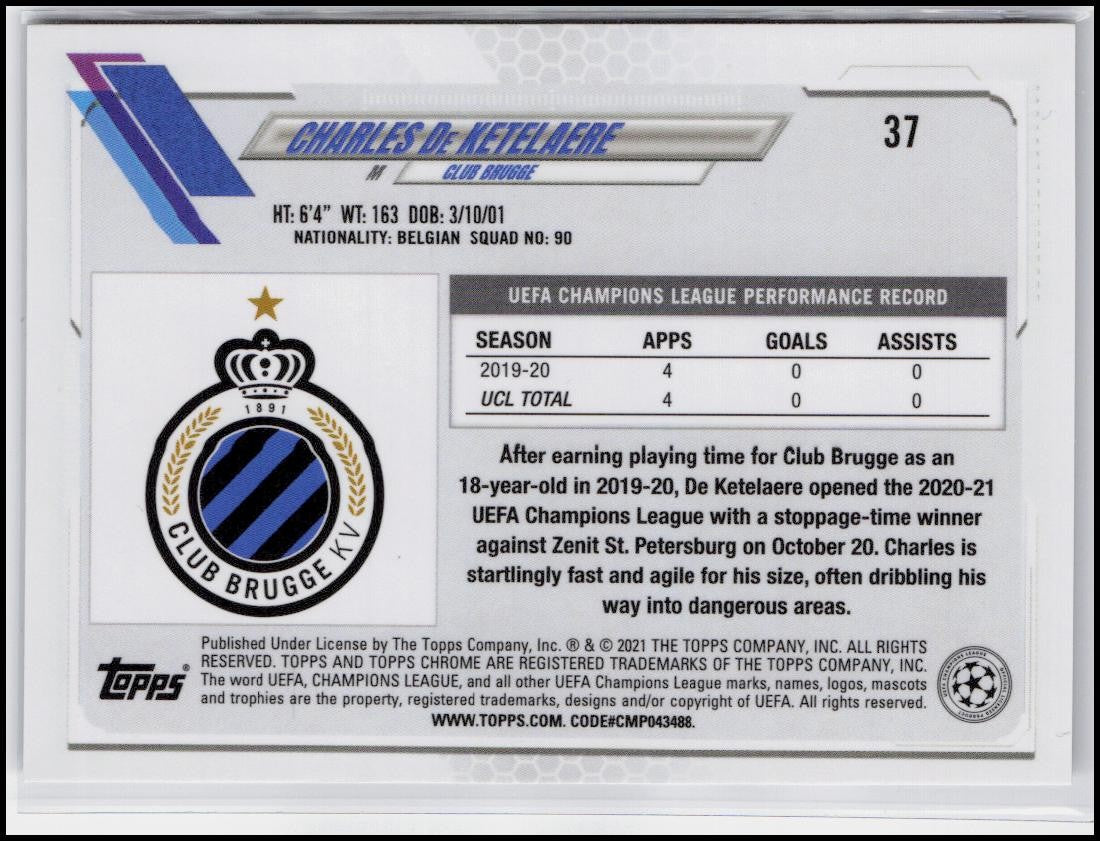 37
CHARLES De KETELAERE
M CLUB BRUGGE
HT: 6'4" WT: 163 DOB: 3/10/01
NATIONALITY: BELGIAN SQUAD NO: 90
1891
CLUB BRUGGE KV
UEFA CHAMPIONS LEAGUE PERFORMANCE RECORD
SEASON APPS GOALS ASSISTS
2019-20 4 0 0
UCL TOTAL 4 0 0
After earning playing time for Club Brugge as an
18-year-old in 2019-20, De Ketelaere opened the 2020-21
UEFA Champions League with a stoppage-time winner
against Zenit St. Petersburg on October 20. Charles is
startlingly fast and agile for his size, often dribbling his
way into dangerous areas.
Topps®
Published Under License by The Topps Company, Inc. ® & © 2021 THE TOPPS COMPANY, INC. ALL RIGHTS
RESERVED. TOPPS AND TOPPS CHROME ARE REGISTERED TRADEMARKS OF THE TOPPS COMPANY, INC.
The word UEFA, CHAMPIONS LEAGUE, and all other UEFA Champions League marks, names, logos, mascots
and trophies are the property, registered trademarks, designs and/or copyright of UEFA. All rights reserved.
WWW.TOPPS.COM. CODE#CMP043488.
CHAMPIONS LEAGUE
OFFICIAL LICENSED PRODUCT